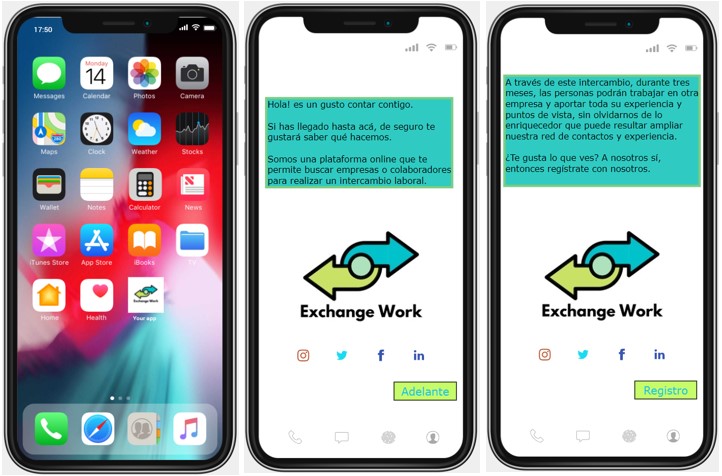 17:50
Monday
14
Messages
Calendar
Photos
Camera
Maps
Clock
Weather
Stocks
Wallet
Notes
Calculator
News
iTunes Store
App Store
iBooks
Home
Health
Exchange Work
Your app
Hola! es un gusto contar contigo.
Si has llegado hasta acá, de seguro te
gustará saber qué hacemos.
Somos una plataforma online que te
permite buscar empresas o colaboradores
para realizar un intercambio laboral.
Exchange Work
f
in
Adelante
A través de este intercambio, durante tres
meses, las personas podrán trabajar en otra
empresa y aportar toda su experiencia y
puntos de vista, sin olvidarnos de lo
enriquecedor que puede resultar ampliar
nuestra red de contactos y experiencia.
¿Te gusta lo que ves? A nosotros sí,
entonces registrate con nosotros.
Exchange Work
f
in
Registro